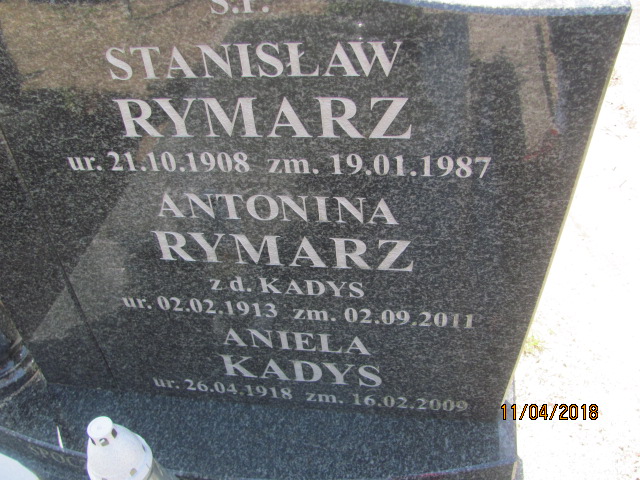 Ś.P.
STANISŁAW
RYMARZ
ur. 21.10.1908 zm. 19.01.1987
ANTONINA
RYMARZ
z d. KADYS
ur. 02.02.1913 zm. 02.09.2011
ANIELA
KADYS
ur. 26.04.1918 zm. 16.02.2009
11/04/2018